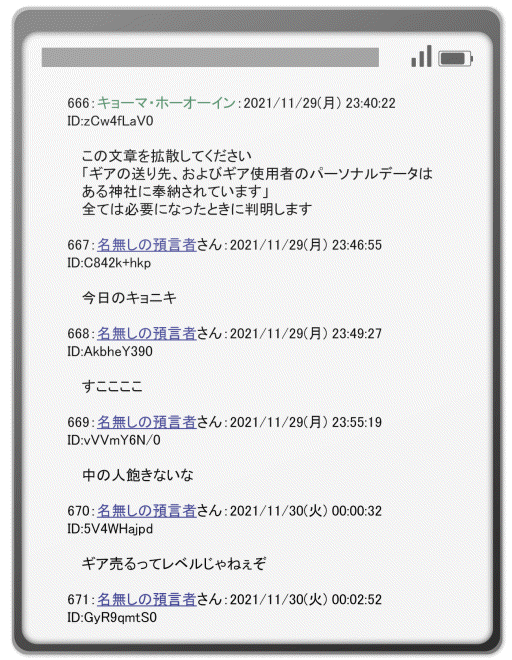 666:キョーマ・ホーオーイン:2021/11/29(月) 23:40:22
ID:zCw4fLaV0
この文章を拡散してください
「ギアの送り先、およびギア使用者のパーソナルデータは
ある神社に奉納されています」
全ては必要になったときに判明します
667:名無しの預言者さん:2021/11/29(月) 23:46:55
ID:C842k+hkp
今日のキョニキ
668:名無しの預言者さん:2021/11/29(月) 23:49:27
ID:AkbheY390
すこここ
669:名無しの預言者さん:2021/11/29(月) 23:55:19
ID:vVVmY6N/0
中の人飽きないな
670:名無しの預言者さん:2021/11/30(火) 00:00:32
ID:5V4WHajpd
ギア売るってレベルじゃねぇぞ
671:名無しの預言者さん:2021/11/30(火) 00:02:52
ID:GyR9qmtS0